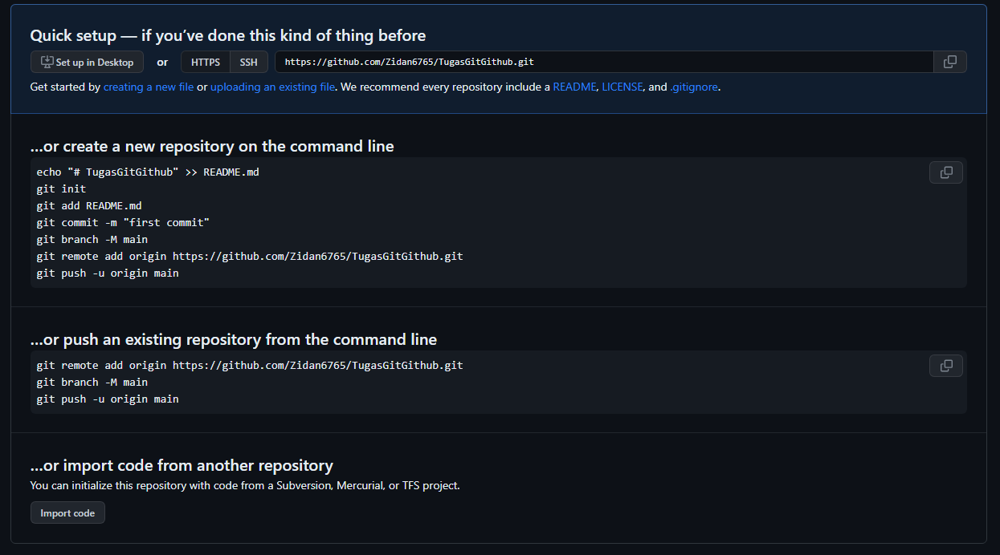 Quick setup — if you’ve done this kind of thing before
Set up in Desktop or HTTPS SSH https://github.com/Zidan6765/TugasGitGithub.git
Get started by creating a new file or uploading an existing file. We recommend every repository include a README, LICENSE, and .gitignore.
…or create a new repository on the command line
echo "# TugasGitGithub" >> README.md
git init
git add README.md
git commit -m "first commit"
git branch -M main
git remote add origin https://github.com/Zidan6765/TugasGitGithub.git
git push -u origin main
…or push an existing repository from the command line
git remote add origin https://github.com/Zidan6765/TugasGitGithub.git
git branch -M main
git push -u origin main
…or import code from another repository
You can initialize this repository with code from a Subversion, Mercurial, or TFS project.
Import code